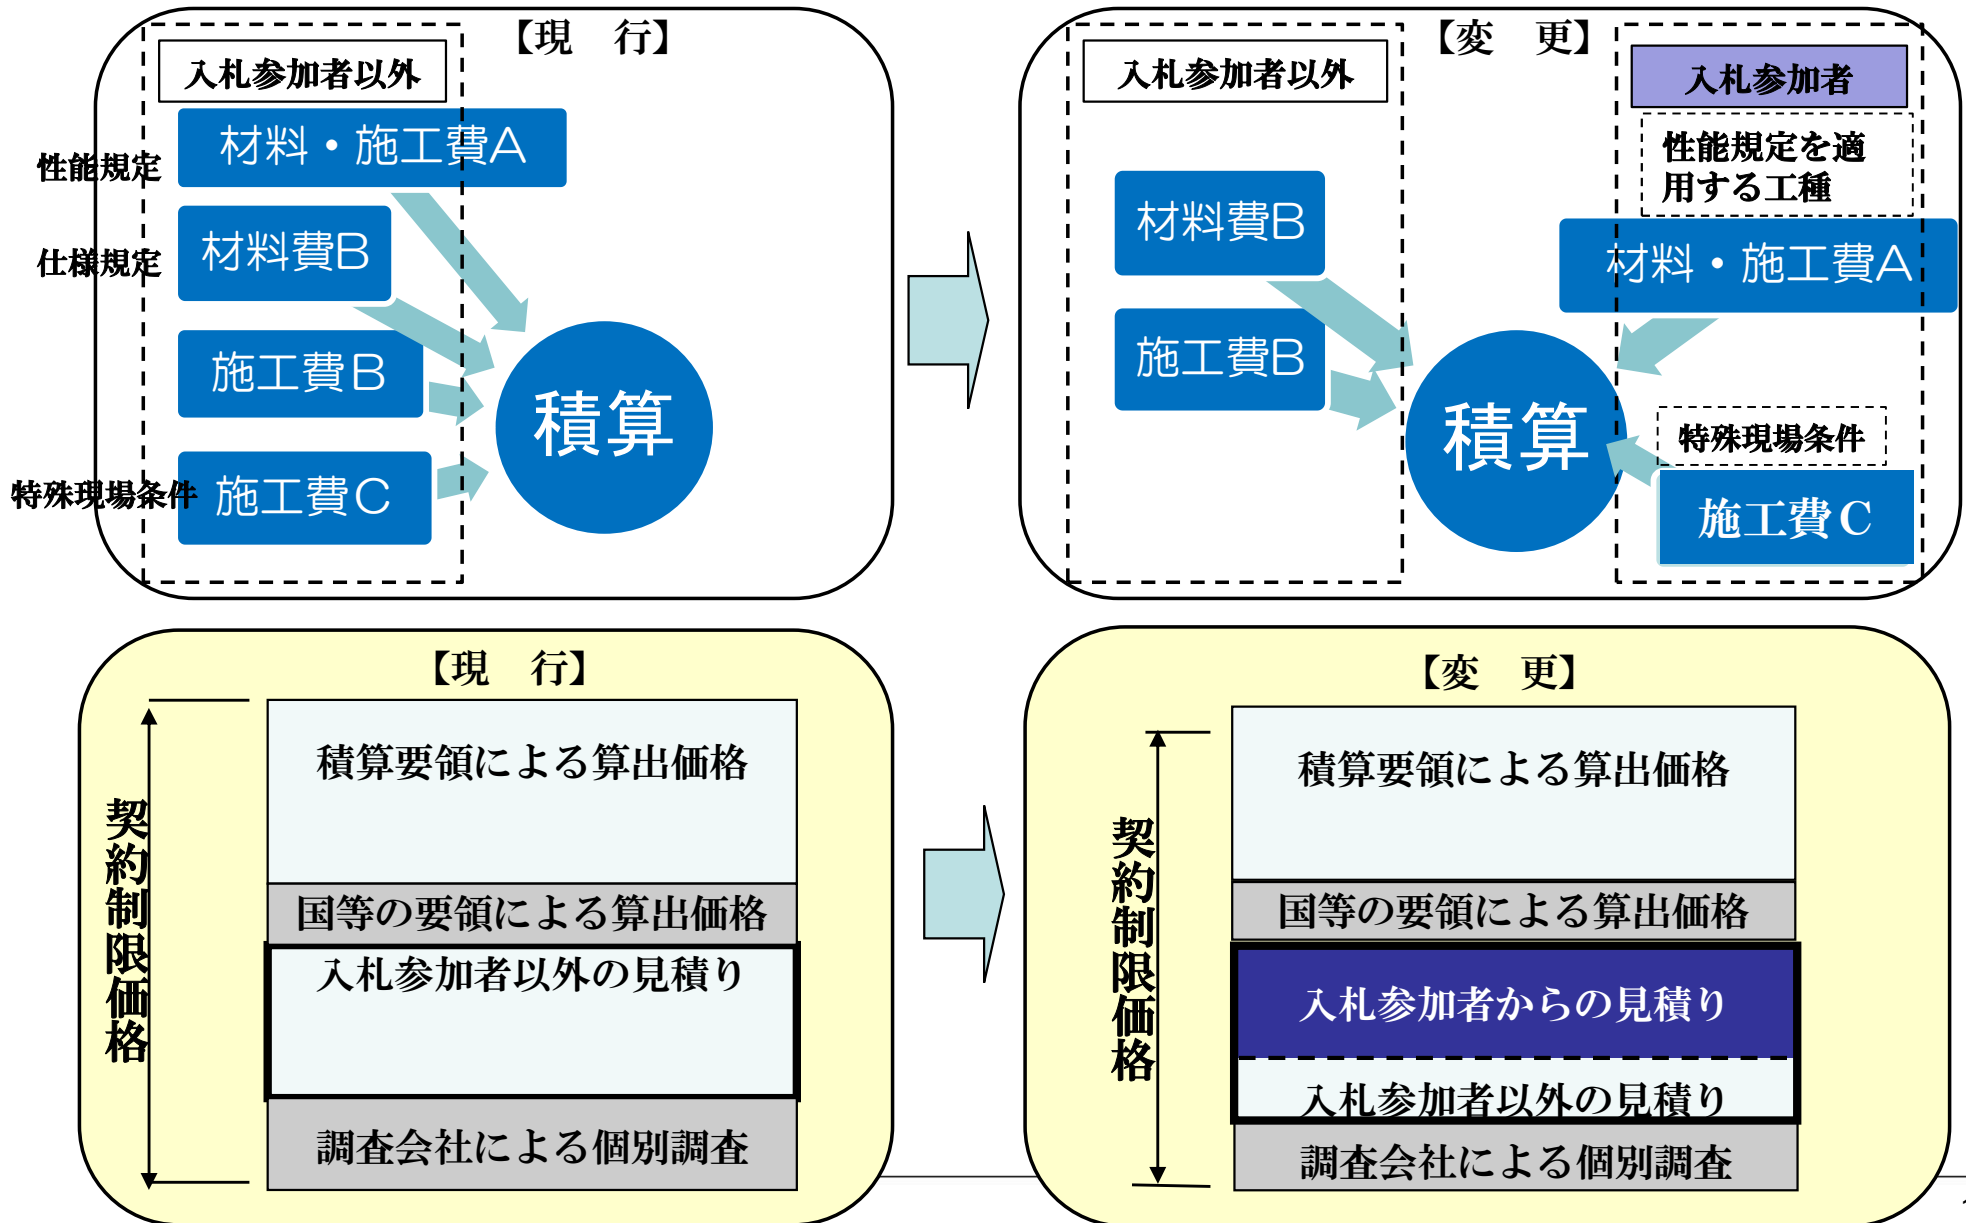 【現　行】
入札参加者以外
材料・施工費A
性能規定
材料費B
仕様規定
施工費B
積算
施工費C
特殊現場条件
【変　更】
入札参加者以外
入札参加者
性能規定を適
用する工種
材料費B
材料・施工費A
施工費B
積算
特殊現場条件
施工費C
【現　行】
契約制限価格
積算要領による算出価格
国等の要領による算出価格
入札参加者以外の見積り
調査会社による個別調査
【変　更】
契約制限価格
積算要領による算出価格
国等の要領による算出価格
入札参加者からの見積り
入札参加者以外の見積り
調査会社による個別調査